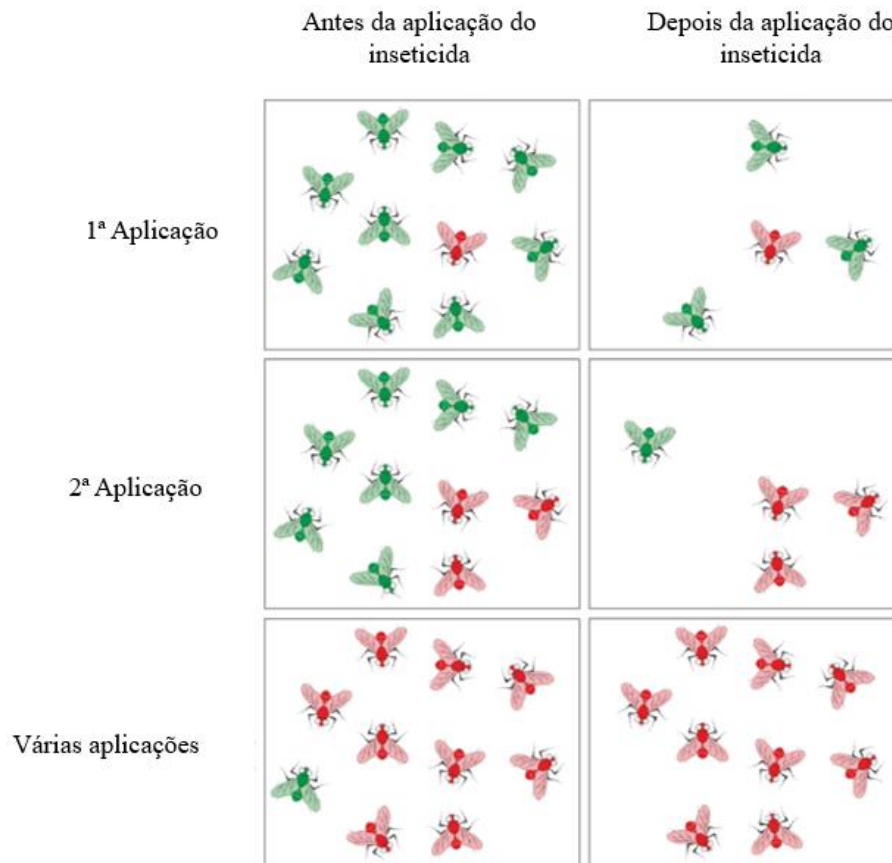 Antes da aplicação do
inseticida
Depois da aplicação do
inseticida
1ª Aplicação
2ª Aplicação
Várias aplicações